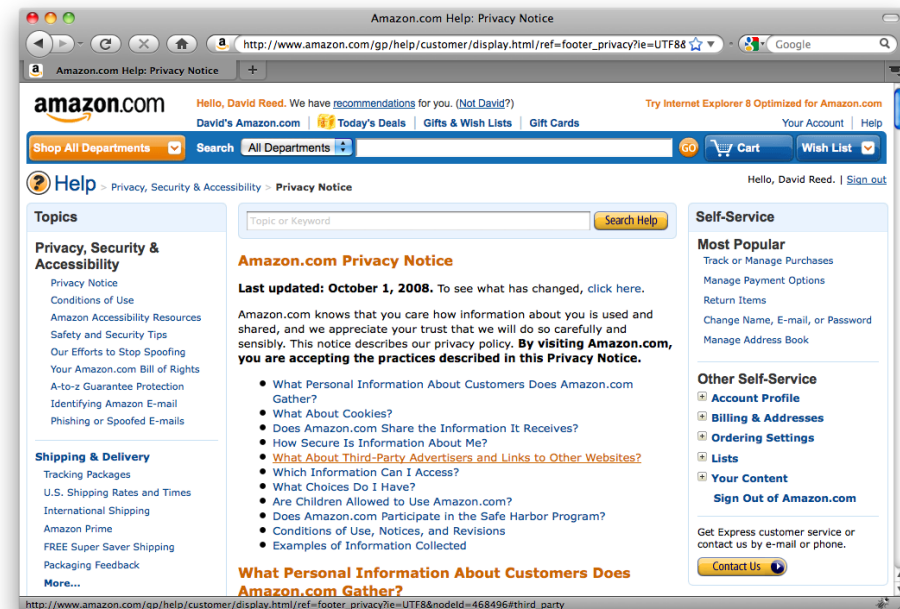 Amazon.com Help: Privacy Notice
http://www.amazon.com/gp/help/customer/display.html/ref=footer_privacy?ie=UTF8&
Google
Amazon.com Help: Privacy Notice
amazon.com
Hello, David Reed. We have recommendations for you. (Not David?)
Try Internet Explorer 8 Optimized for Amazon.com
David's Amazon.com
Today's Deals
Gifts & Wish Lists
Gift Cards
Your Account
Help
Shop All Departments
Search
All Departments
GO
Cart
Wish List
? Help > Privacy, Security & Accessibility > Privacy Notice
Hello, David Reed. | Sign out
Topics
Privacy, Security &
Accessibility
Privacy Notice
Conditions of Use
Amazon Accessibility Resources
Safety and Security Tips
Our Efforts to Stop Spoofing
Your Amazon.com Bill of Rights
A-to-z Guarantee Protection
Identifying Amazon E-mail
Phishing or Spoofed E-mails
Shipping & Delivery
Tracking Packages
U.S. Shipping Rates and Times
International Shipping
Amazon Prime
FREE Super Saver Shipping
Packaging Feedback
More...
Topic or Keyword
Search Help
Amazon.com Privacy Notice
Last updated: October 1, 2008. To see what has changed, click here.
Amazon.com knows that you care how information about you is used and
shared, and we appreciate your trust that we will do so carefully and
sensibly. This notice describes our privacy policy. By visiting Amazon.com,
you are accepting the practices described in this Privacy Notice.
What Personal Information About Customers Does Amazon.com
Gather?
What About Cookies?
Does Amazon.com Share the Information It Receives?
How Secure Is Information About Me?
What About Third-Party Advertisers and Links to Other Websites?
Which Information Can I Access?
What Choices Do I Have?
Are Children Allowed to Use Amazon.com?
Does Amazon.com Participate in the Safe Harbor Program?
Conditions of Use, Notices, and Revisions
Examples of Information Collected
What Personal Information About Customers Does
Amazon.com Gather?
Self-Service
Most Popular
Track or Manage Purchases
Manage Payment Options
Return Items
Change Name, E-mail, or Password
Manage Address Book
Other Self-Service
Account Profile
Billing & Addresses
Ordering Settings
Lists
Your Content
Sign Out of Amazon.com
Get Express customer service or
contact us by e-mail or phone.
Contact Us
http://www.amazon.com/gp/help/customer/display.html/ref=footer_privacy?ie=UTF8&nodeId=468496#third_party